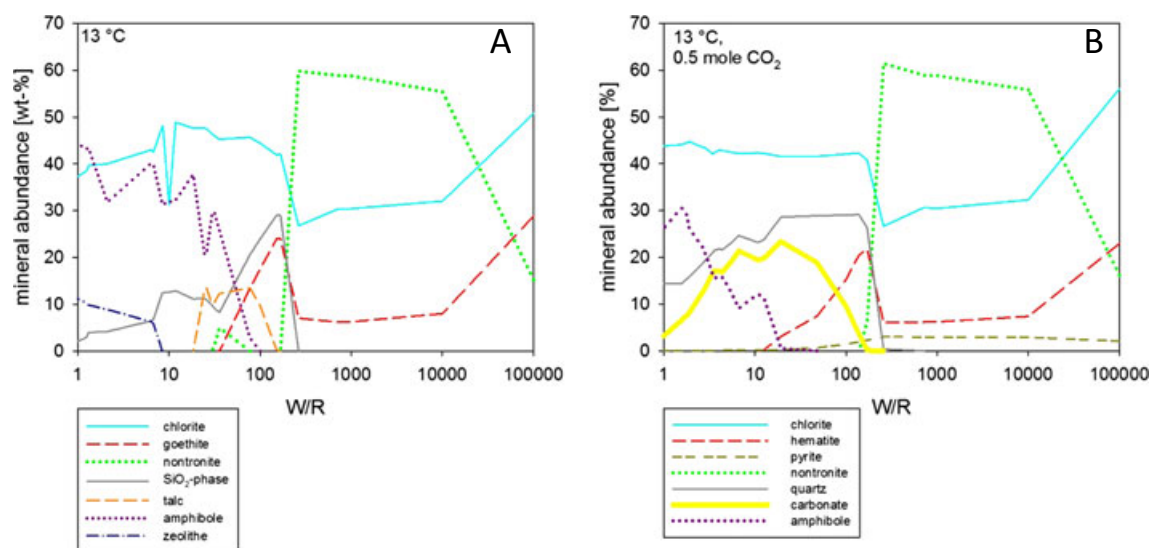 70
60
50
40
30
20
10
0
mineral abundance [wt-%]
13 °C
A
1 10 100 1000 10000 100000
W/R
chlorite
goethite
nontronite
SiO₂-phase
talc
amphibole
zeolithe
70
60
50
40
30
20
10
0
mineral abundance [%]
13 °C,
0.5 mole CO₂
B
1 10 100 1000 10000 100000
W/R
chlorite
hematite
pyrite
nontronite
quartz
carbonate
amphibole